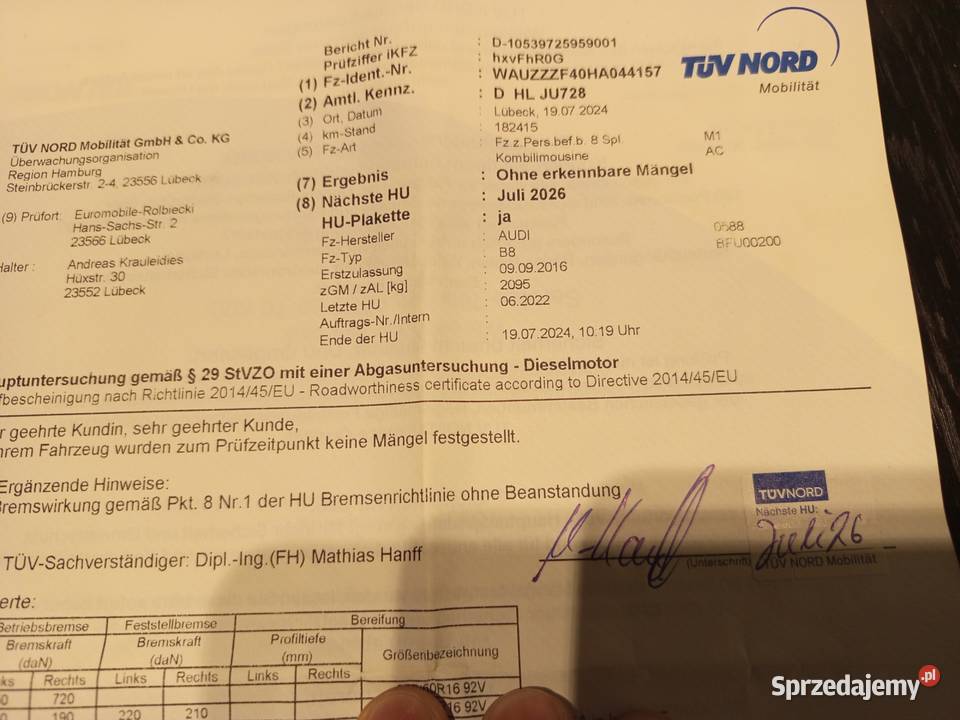 Bericht Nr. : D-10539725959001
Prüfziffer iKFZ : hxvFhR0G
(1) Fz-Ident.-Nr. : WAUZZZF40HA044157
(2) Amtl. Kennz. : D HL JU728
(3) Ort, Datum : Lübeck, 19.07.2024
(4) km-Stand : 182415
(5) Fz-Art : Fz.z.Pers.bef.b. 8 Spl. M1
Kombilimousine AC
TÜV NORD
Mobilität
TÜV NORD Mobilität GmbH & Co. KG
Überwachungsorganisation
Region Hamburg
Steinbrückerstr. 2-4, 23556 Lübeck
(9) Prüfort: Euromobile-Rolbiecki
Hans-Sachs-Str. 2
23566 Lübeck
Halter : Andreas Krauleidies
Hüxstr. 30
23552 Lübeck
(7) Ergebnis : Ohne erkennbare Mängel
(8) Nächste HU : Juli 2026
HU-Plakette : ja
Fz-Hersteller : AUDI 0588
Fz-Typ : B8 BFU00200
Erstzulassung : 09.09.2016
zGM / zAL [kg] : 2095
Letzte HU : 06.2022
Auftrags-Nr./Intern :
Ende der HU : 19.07.2024, 10.19 Uhr
uptuntersuchung gemäß § 29 StVZO mit einer Abgasuntersuchung - Dieselmotor
fbescheinigung nach Richtlinie 2014/45/EU - Roadworthiness certificate according to Directive 2014/45/EU
r geehrte Kundin, sehr geehrter Kunde,
hrem Fahrzeug wurden zum Prüfzeitpunkt keine Mängel festgestellt.
Ergänzende Hinweise:
Bremswirkung gemäß Pkt. 8 Nr.1 der HU Bremsenrichtlinie ohne Beanstandung
TÜV-Sachverständiger: Dipl.-Ing.(FH) Mathias Hanff
(Unterschrift)
TÜVNORD
Nächste HU:
Juli 26
TÜV NORD Mobilität
erte:
Betriebsbremse Feststellbremse Bereifung
Bremskraft (daN) Bremskraft (daN) Profiltiefe (mm) Größenbezeichnung
ks Rechts Links Rechts Links Rechts
0 720 60R16 92V
0 190 220 210 16 92V
Sprzedajemy.pl